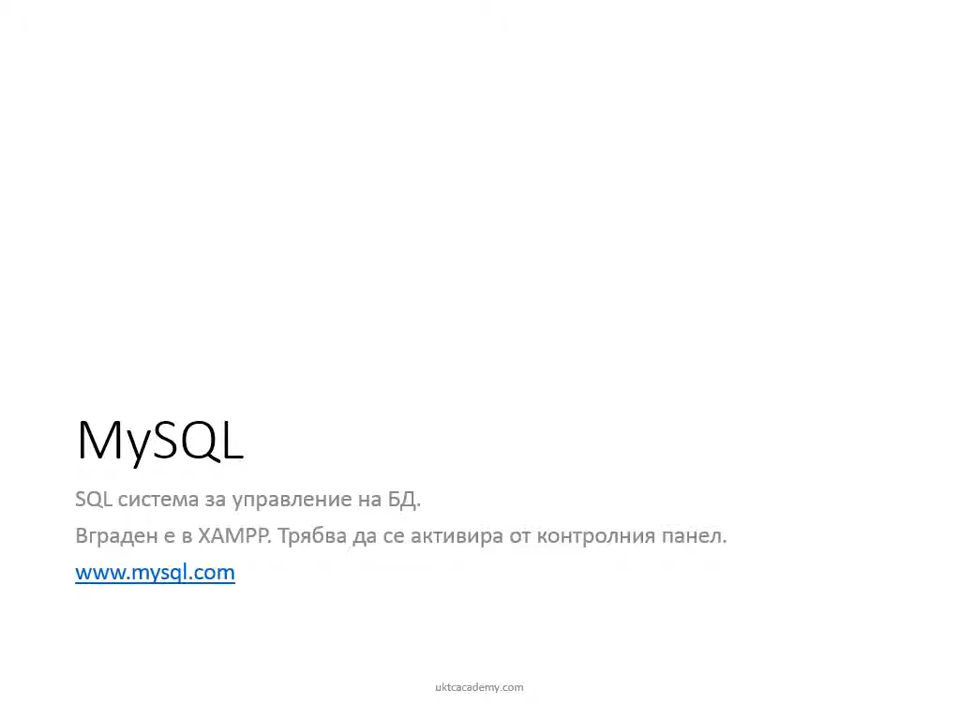 MySQL
SQL система за управление на БД.
Вграден е в XAMPP. Трябва да се активира от контролния панел.
www.mysql.com
uktcacademy.com